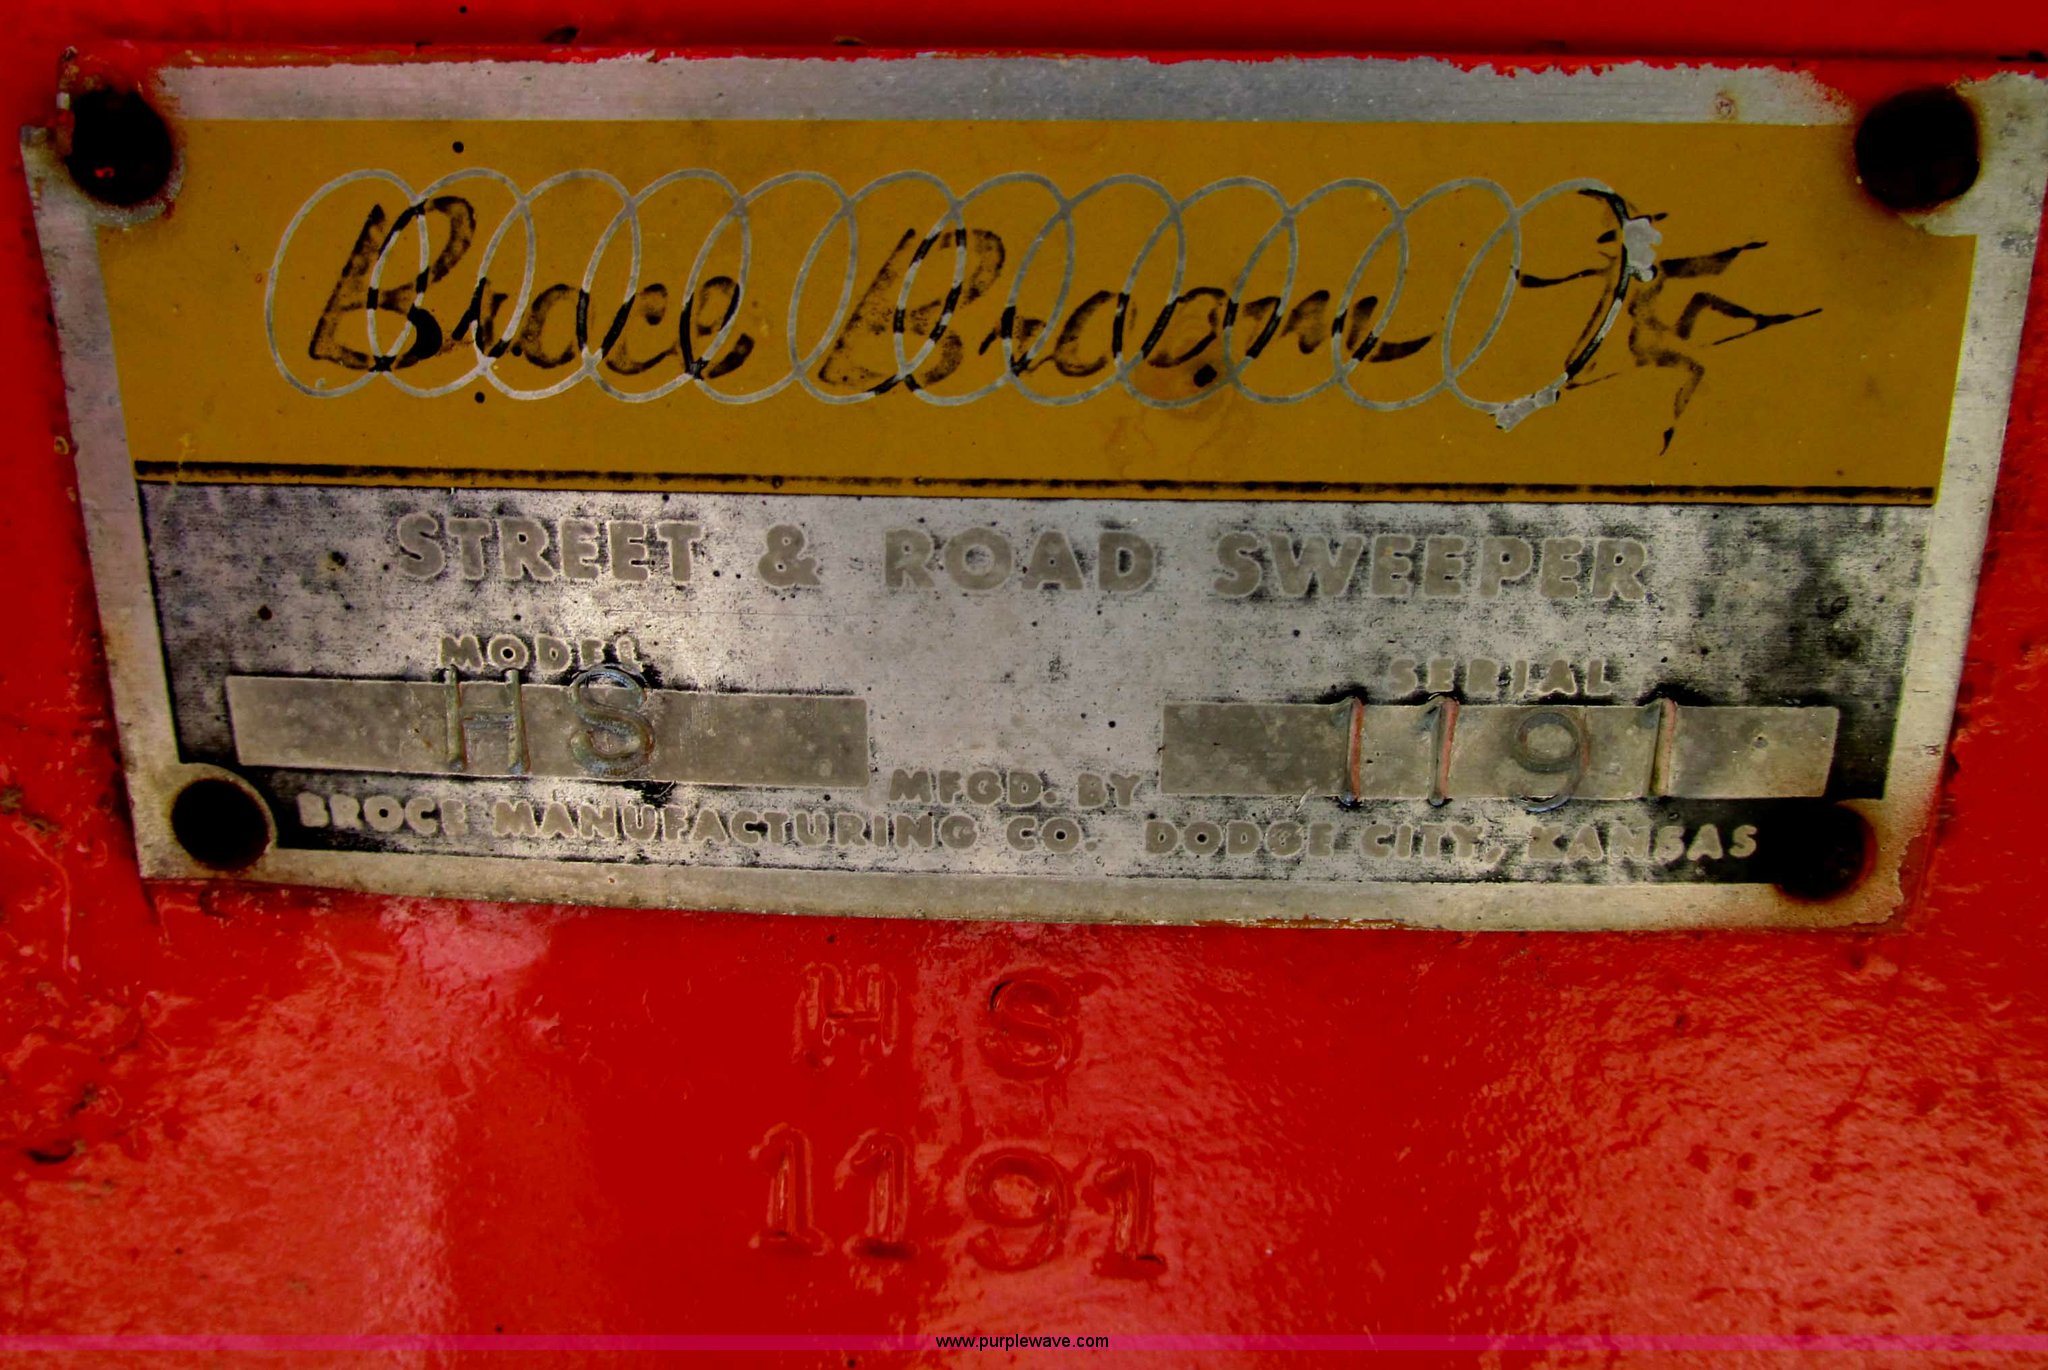 Broce Broom
STREET & ROAD SWEEPER
MODEL
SERIAL
HS
1191
MFGD. BY
BROCE MANUFACTURING CO. DODGE CITY, KANSAS
HS
1191
www.purplewave.com